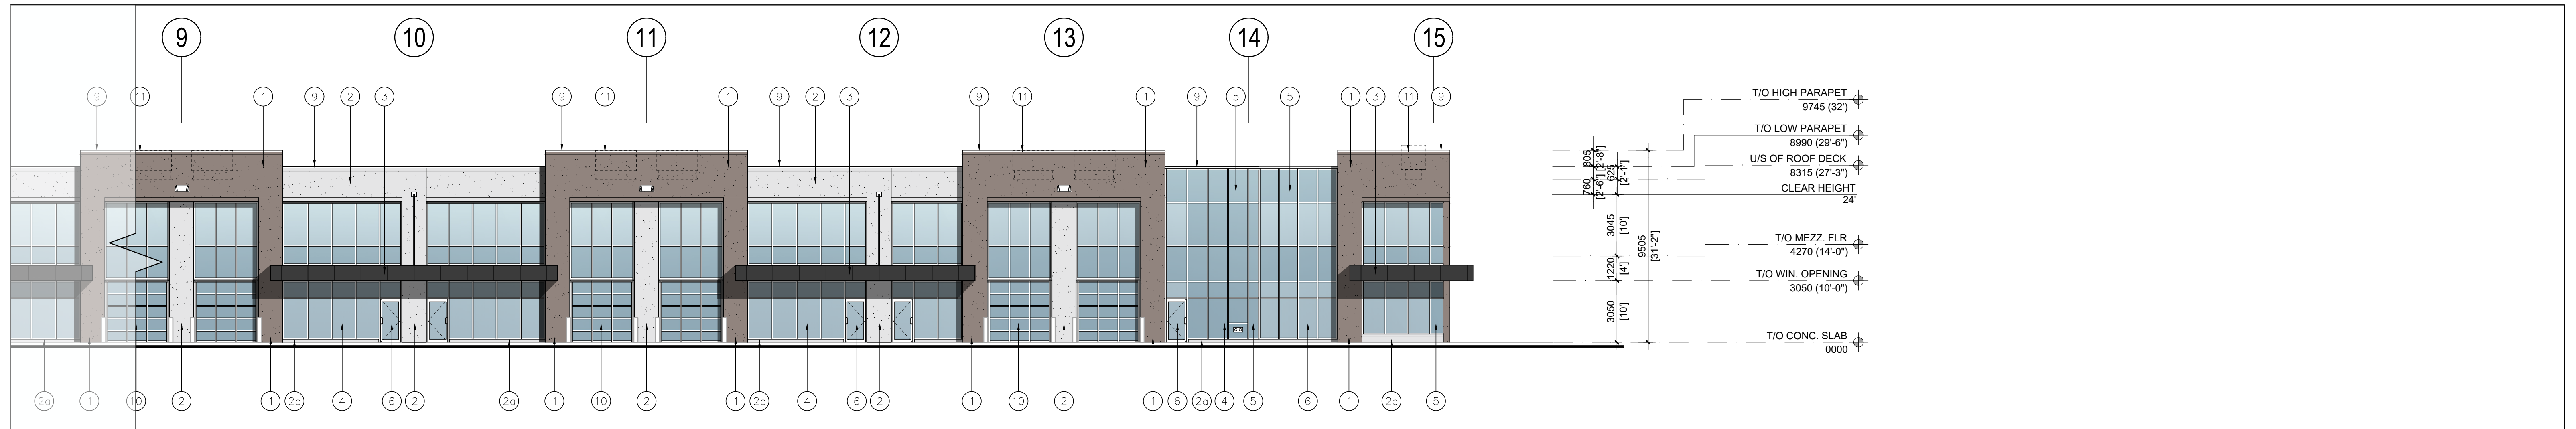 9 10 11 12 13 14 15
9 11 1 9 2 3 9 11 1 9 2 3 9 11 1 9 5 5 1 3 11 9
T/O HIGH PARAPET
9745 (32')
T/O LOW PARAPET
8990 (29'-6")
U/S OF ROOF DECK
8315 (27'-3")
CLEAR HEIGHT
24'
T/O MEZZ. FLR
4270 (14'-0")
T/O WIN. OPENING
3050 (10'-0")
T/O CONC. SLAB
0000
805
[2'-8"]
625
[2'-1"]
760
[2'-6"]
3045
[10']
9505
[31'-2"]
1220
[4']
3050
[10']
2a 1 10 2 1 2a 4 6 2 2a 1 10 2 1 2a 4 6 2 1 10 2 1 6 2a 4 5 6 1 2a 5